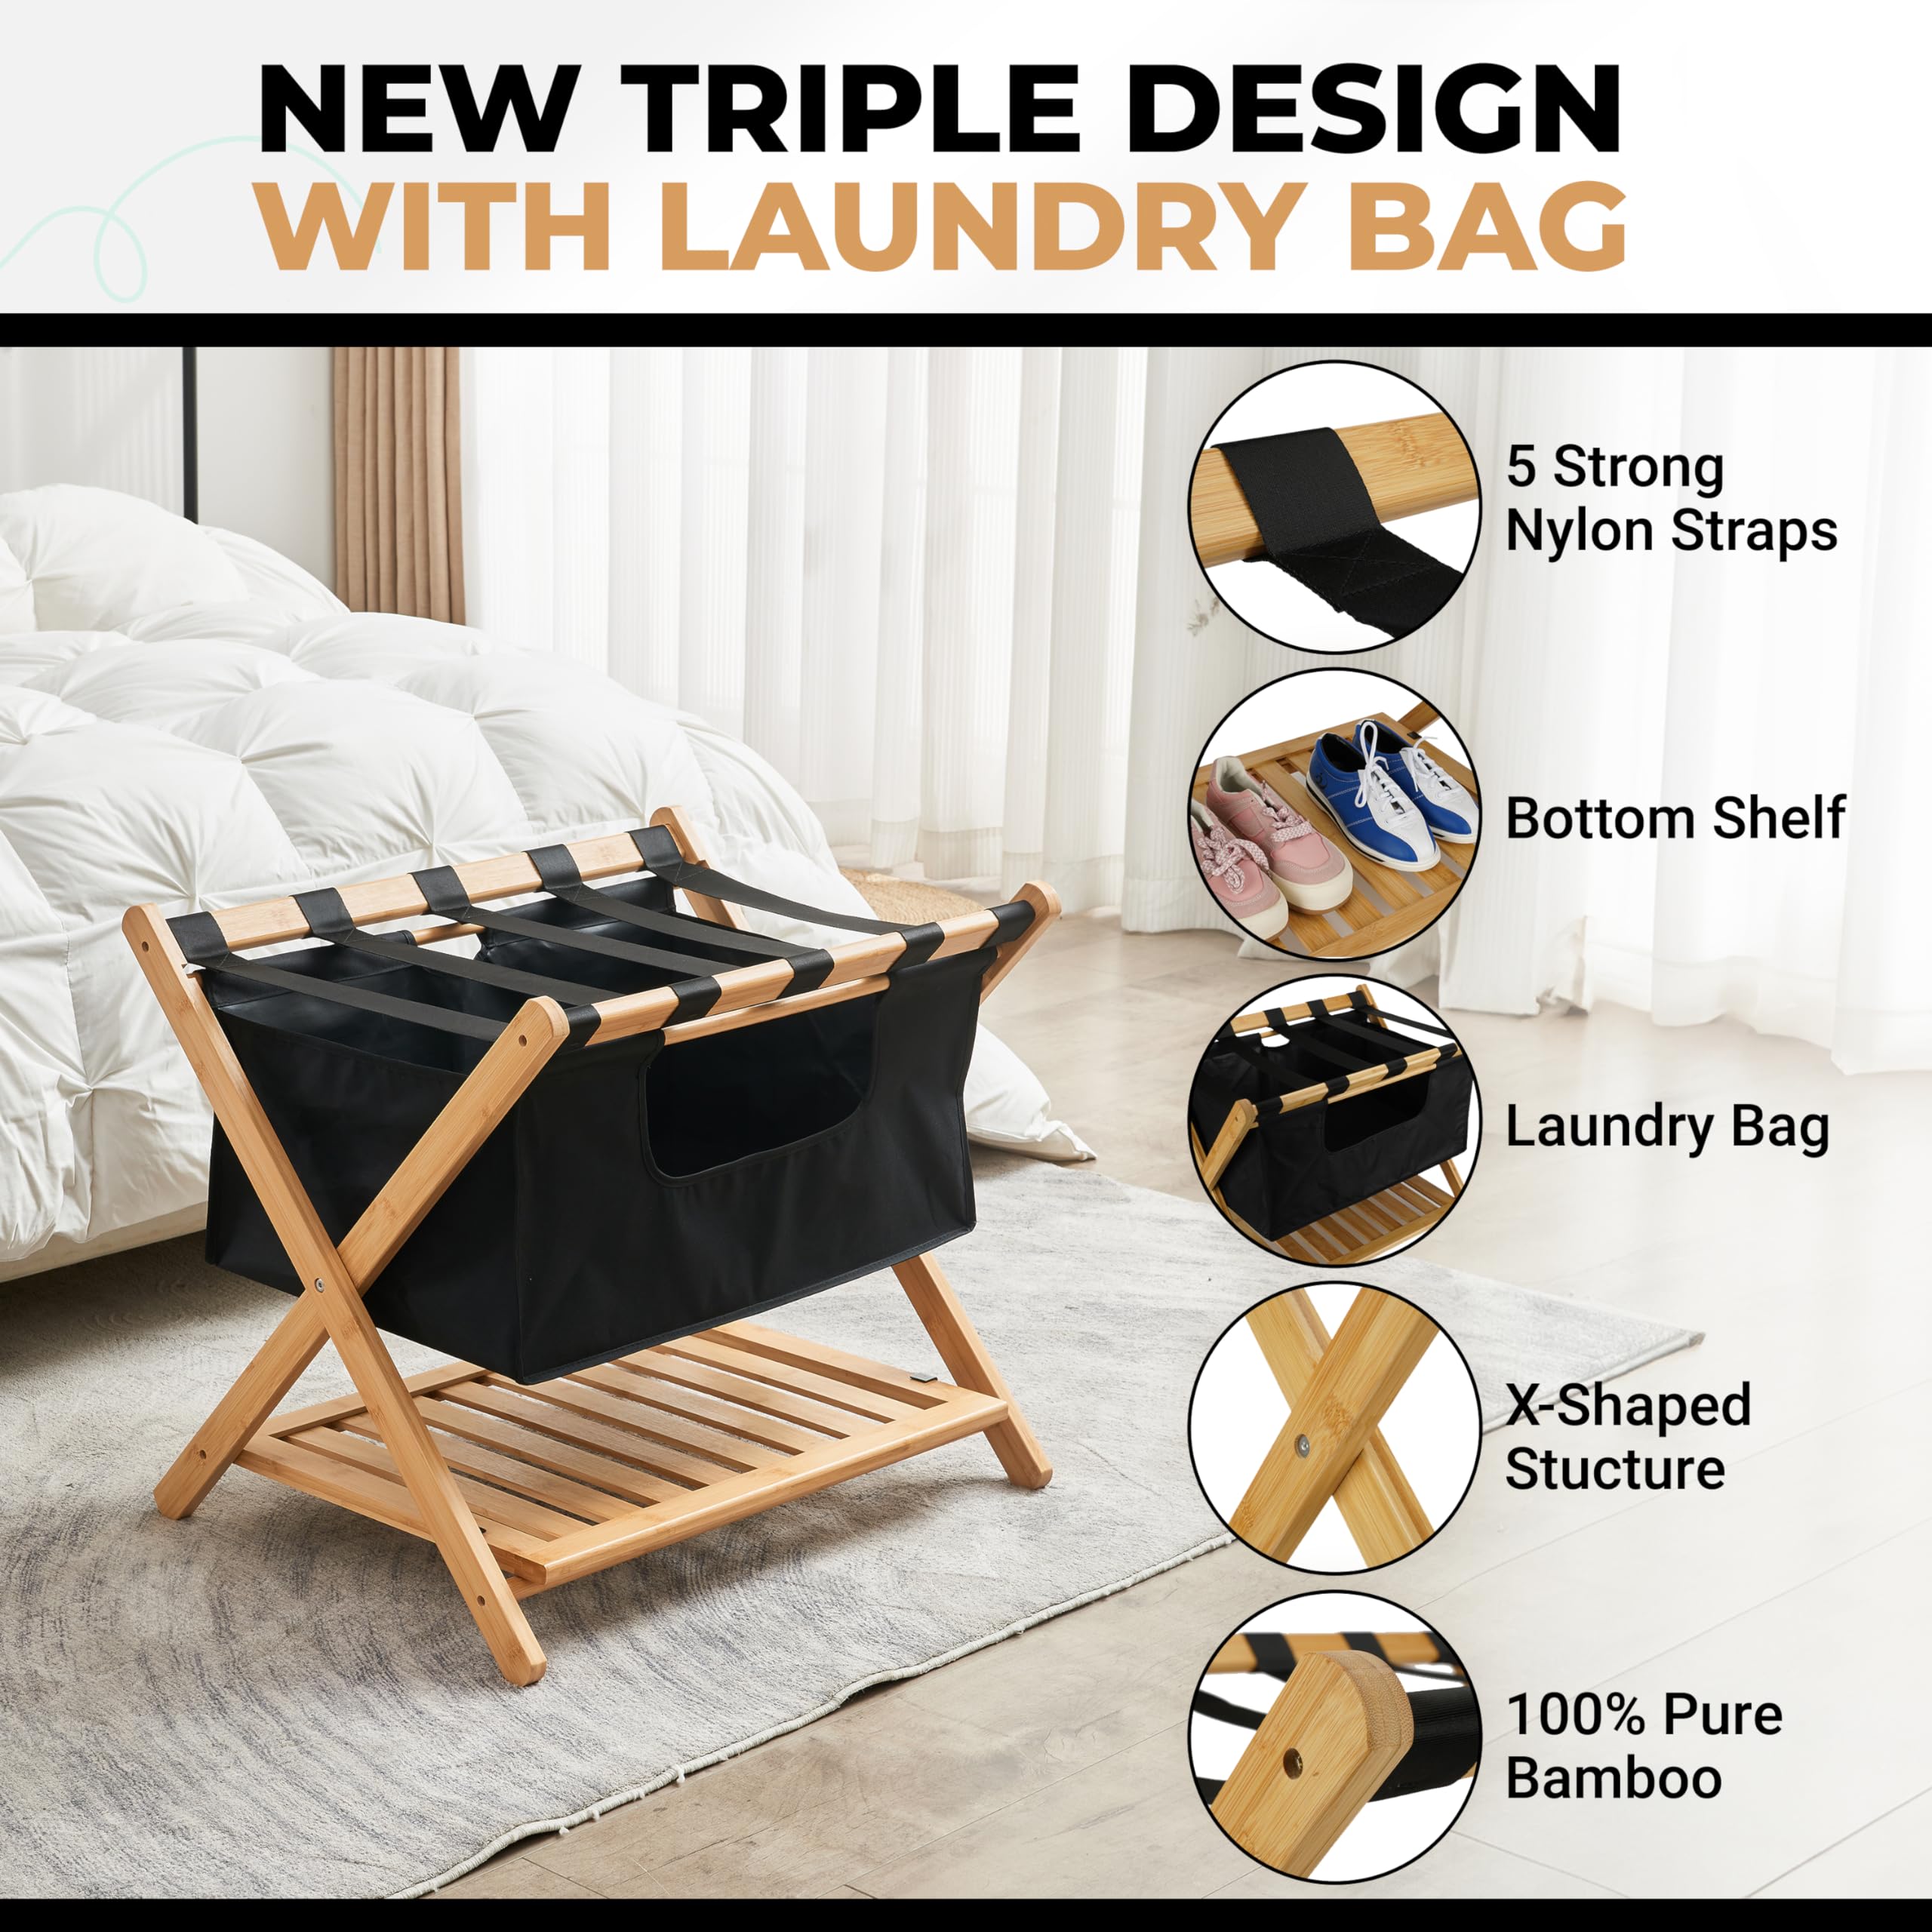 NEW TRIPLE DESIGN
WITH LAUNDRY BAG
5 Strong
Nylon Straps
Bottom Shelf
Laundry Bag
X-Shaped
Stucture
100% Pure
Bamboo